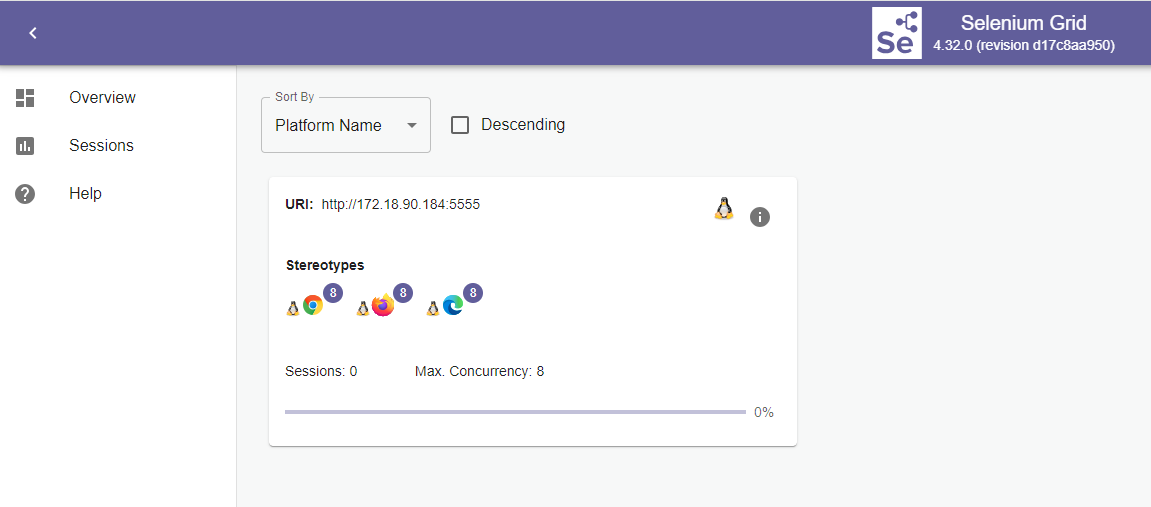 Se
Selenium Grid
4.32.0 (revision d17c8aa950)
Overview
Sessions
Help
Sort By
Platform Name
Descending
URI: http://172.18.90.184:5555
Stereotypes
8 8 8
Sessions: 0 Max. Concurrency: 8
0%